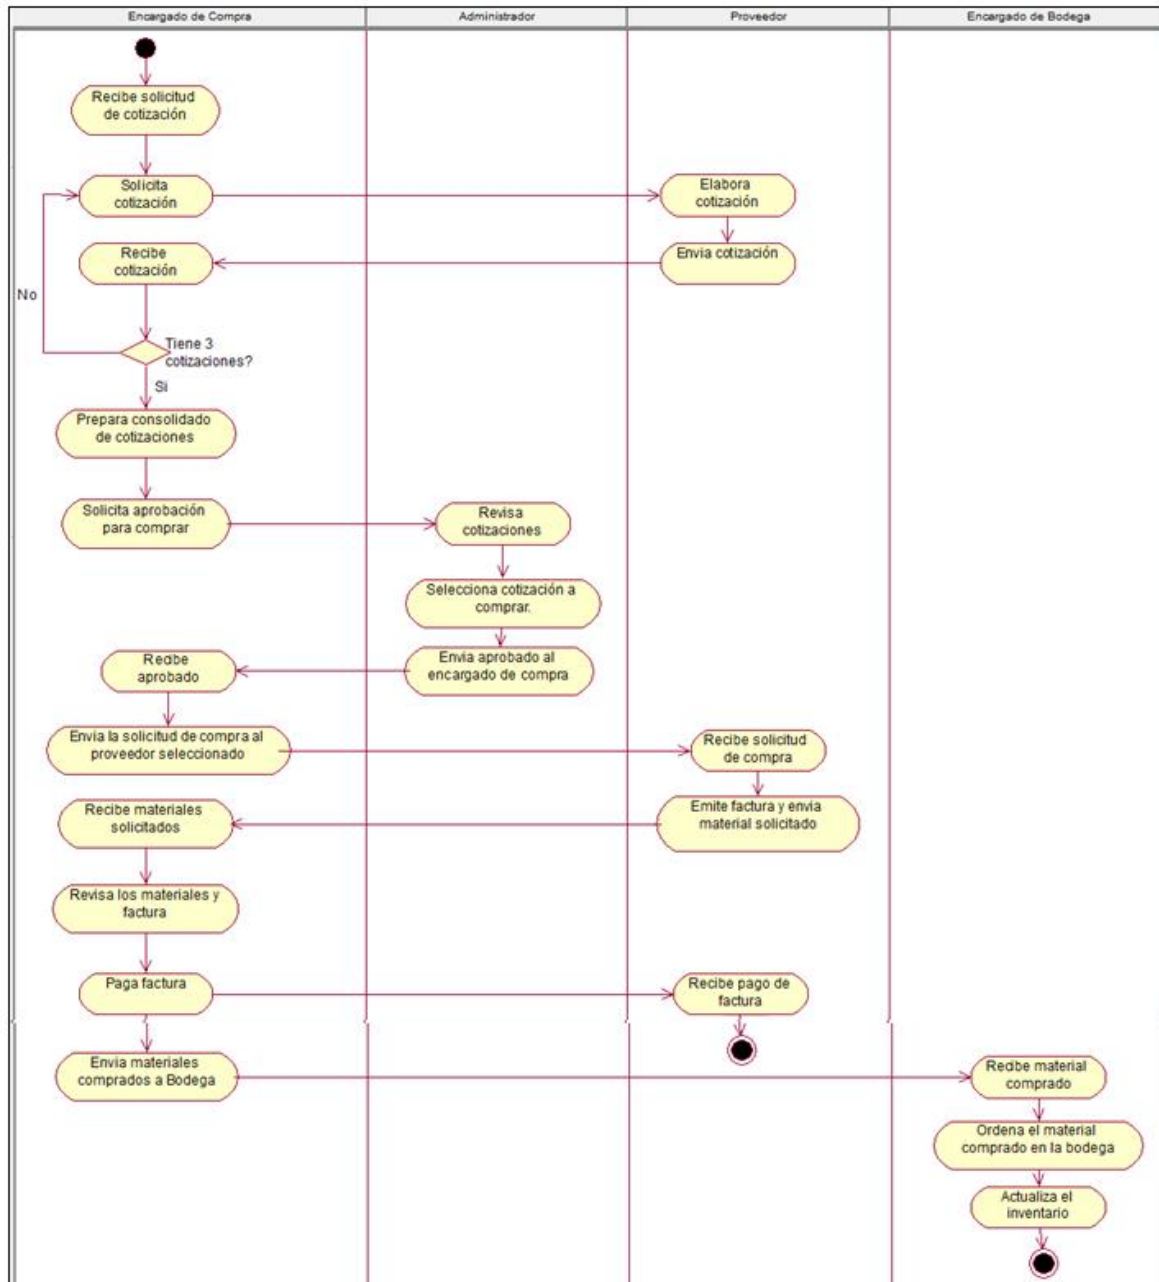 Encargado de Compra
Administrador
Proveedor
Encargado de Bodega
Recibe solicitud
de cotización
Solicita
cotización
Elabora
cotización
Recibe
cotización
Envia cotización
No
Tiene 3
cotizaciones?
Si
Prepara consolidado
de cotizaciones
Solicita aprobación
para comprar
Revisa
cotizaciones
Selecciona cotización a
comprar.
Envia aprobado al
encargado de compra
Recibe
aprobado
Envia la solicitud de compra al
proveedor seleccionado
Recibe solicitud
de compra
Emite factura y envia
material solicitado
Recibe materiales
solicitados
Revisa los materiales y
factura
Paga factura
Recibe pago de
factura
Envia materiales
comprados a Bodega
Recibe material
comprado
Ordena el material
comprado en la bodega
Actualiza el
inventario